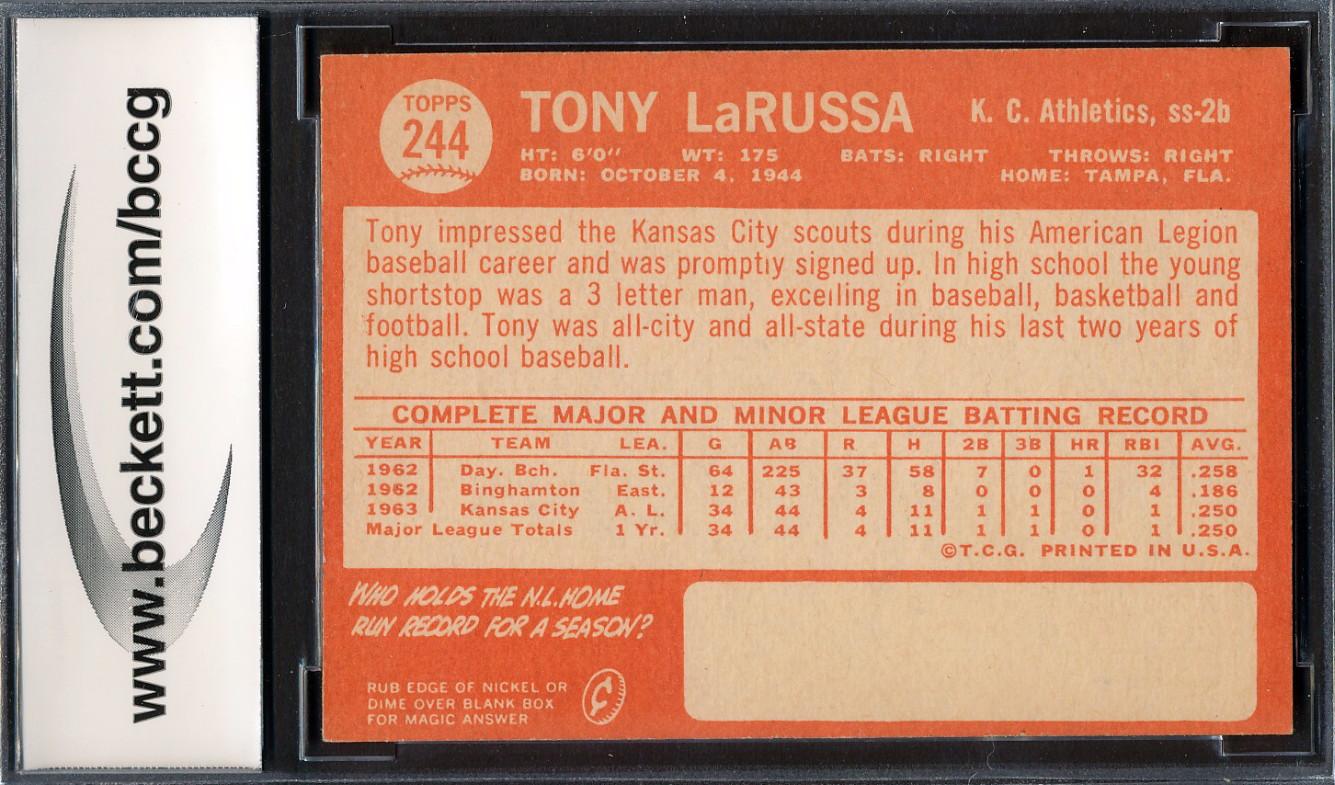 www.beckett.com/bccg
TOPPS
244
TONY LaRUSSA
K. C. Athletics, ss-2b
HT: 6'0" WT: 175 BATS: RIGHT THROWS: RIGHT
BORN: OCTOBER 4, 1944 HOME: TAMPA, FLA.
Tony impressed the Kansas City scouts during his American Legion
baseball career and was promptly signed up. In high school the young
shortstop was a 3 letter man, excelling in baseball, basketball and
football. Tony was all-city and all-state during his last two years of
high school baseball.
COMPLETE MAJOR AND MINOR LEAGUE BATTING RECORD
YEAR TEAM LEA. G AB R H 2B 3B HR RBI AVG.
1962 Day. Bch. Fla. St. 64 225 37 58 7 0 1 32 .258
1962 Binghamton East. 12 43 3 8 0 0 0 4 .186
1963 Kansas City A. L. 34 44 4 11 1 1 0 1 .250
Major League Totals 1 Yr. 34 44 4 11 1 1 0 1 .250
©T.C.G. PRINTED IN U.S.A.
WHO HOLDS THE N.L. HOME
RUN RECORD FOR A SEASON?
RUB EDGE OF NICKEL OR
DIME OVER BLANK BOX
FOR MAGIC ANSWER